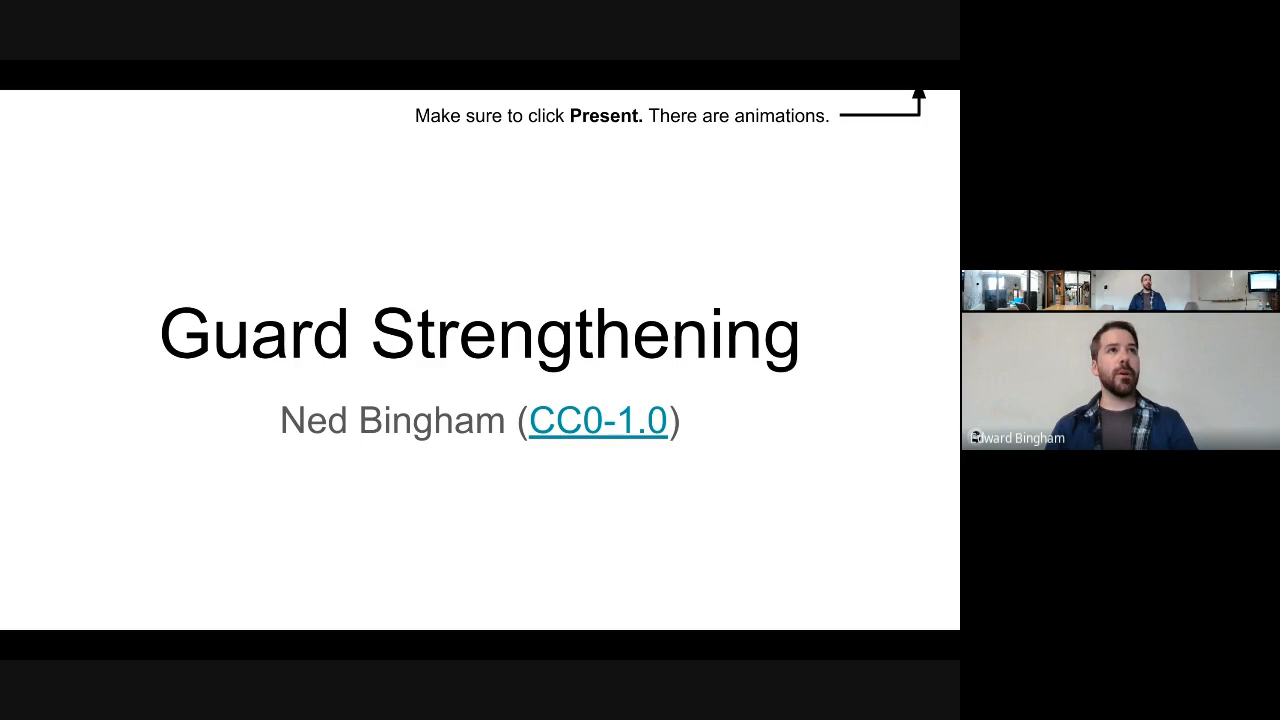 Make sure to click Present. There are animations.
Guard Strengthening
Ned Bingham (CC0-1.0)
Edward Bingham